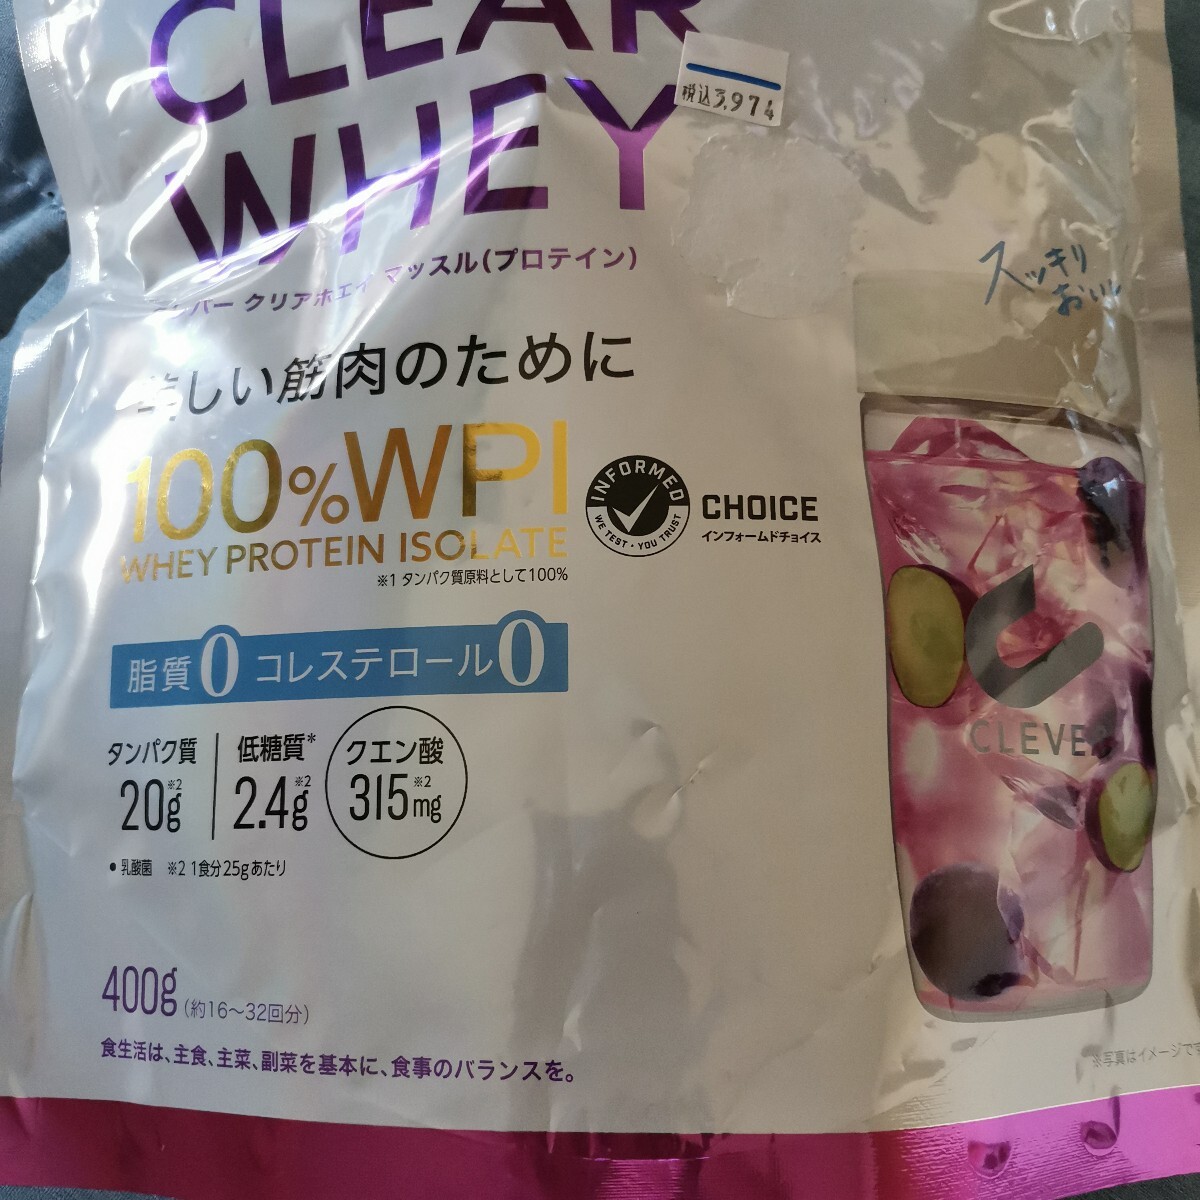 CLEAR
WHEY
税込3,974
クリアホエイ マッスル(プロテイン)
スッキリ
おいし
しい筋肉のために
100%WPI
WHEY PROTEIN ISOLATE
※1 タンパク質原料として100%
INFORMED
WE TEST・YOU TRUST
CHOICE
インフォームドチョイス
脂質0 コレステロール0
タンパク質
20g※2
低糖質*
2.4g※2
クエン酸
315mg※2
• 乳酸菌 ※2 1食分25gあたり
CLEVER
400g (約16〜32回分)
食生活は、主食、主菜、副菜を基本に、食事のバランスを。
※写真はイメージです